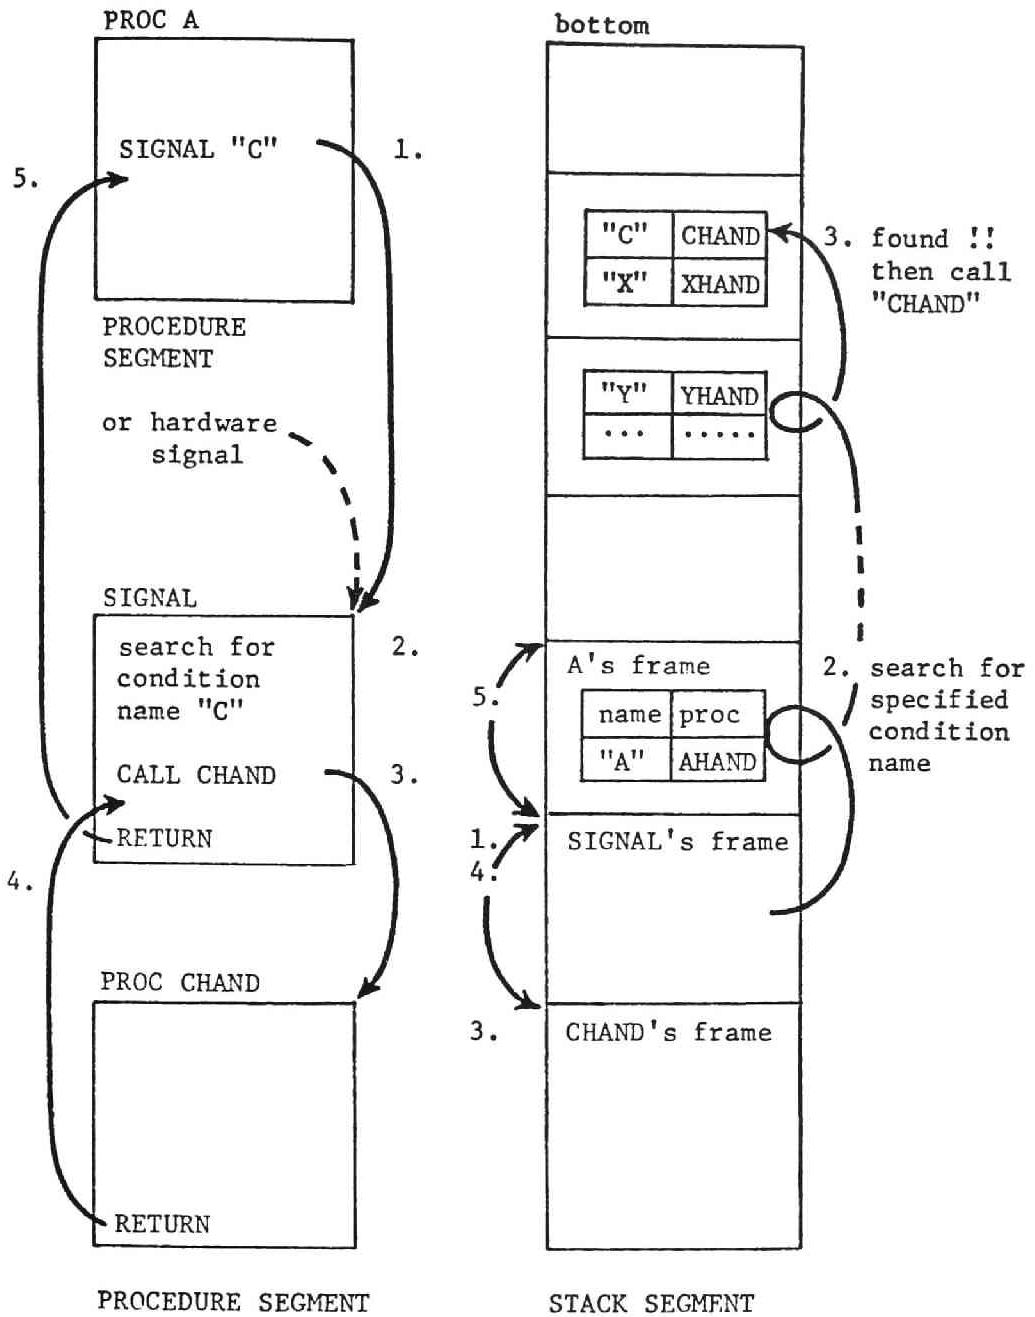 PROC A
SIGNAL "C"
1.
5.
PROCEDURE
SEGMENT
or hardware
signal
SIGNAL
search for
condition
name "C"
2.
CALL CHAND
3.
RETURN
4.
PROC CHAND
RETURN
PROCEDURE SEGMENT
bottom
"C" CHAND
"X" XHAND
3. found !!
then call
"CHAND"
"Y" YHAND
... .....
A's frame
5.
name proc
"A" AHAND
2. search for
specified
condition
name
1.
4.
SIGNAL's frame
3.
CHAND's frame
STACK SEGMENT